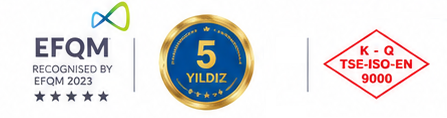 EFQM
RECOGNISED BY
EFQM 2023
5
YILDIZ
K - Q
TSE-ISO-EN
9000